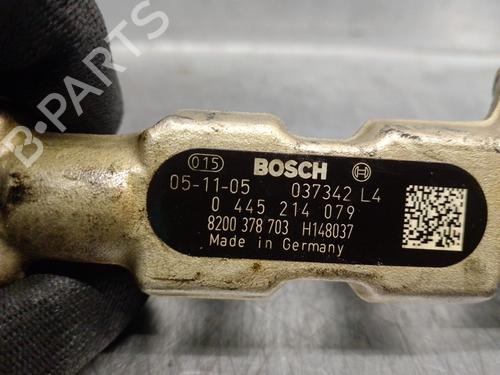 B-PARTS
015 BOSCH
05-11-05 037342 L4
0 445 214 079
8200 378 703 H148037
Made in Germany